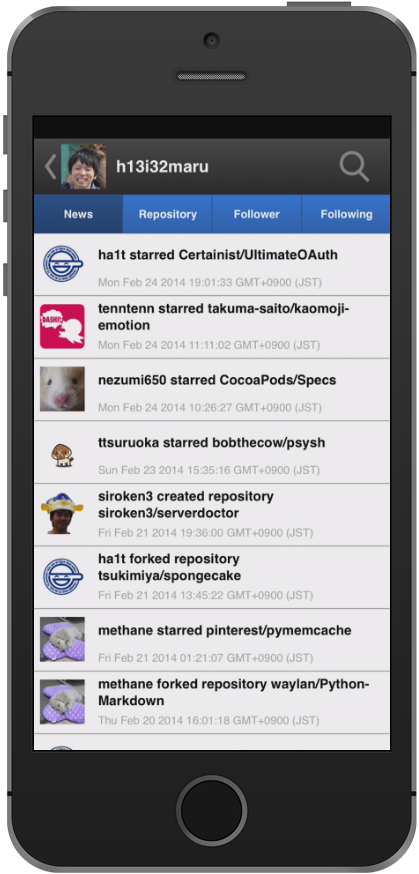 h13i32maru
News
Repository
Follower
Following
ha1t starred Certainist/UltimateOAuth
Mon Feb 24 2014 19:01:33 GMT+0900 (JST)
DASH!!
tenntenn starred takuma-saito/kaomoji-
emotion
Mon Feb 24 2014 11:11:02 GMT+0900 (JST)
nezumi650 starred CocoaPods/Specs
Mon Feb 24 2014 10:26:27 GMT+0900 (JST)
ttsuruoka starred bobthecow/psysh
Sun Feb 23 2014 15:35:16 GMT+0900 (JST)
siroken3 created repository
siroken3/serverdoctor
Fri Feb 21 2014 19:36:00 GMT+0900 (JST)
ha1t forked repository
tsukimiya/spongecake
Fri Feb 21 2014 13:45:22 GMT+0900 (JST)
methane starred pinterest/pymemcache
Fri Feb 21 2014 01:21:07 GMT+0900 (JST)
methane forked repository waylan/Python-
Markdown
Thu Feb 20 2014 16:01:18 GMT+0900 (JST)